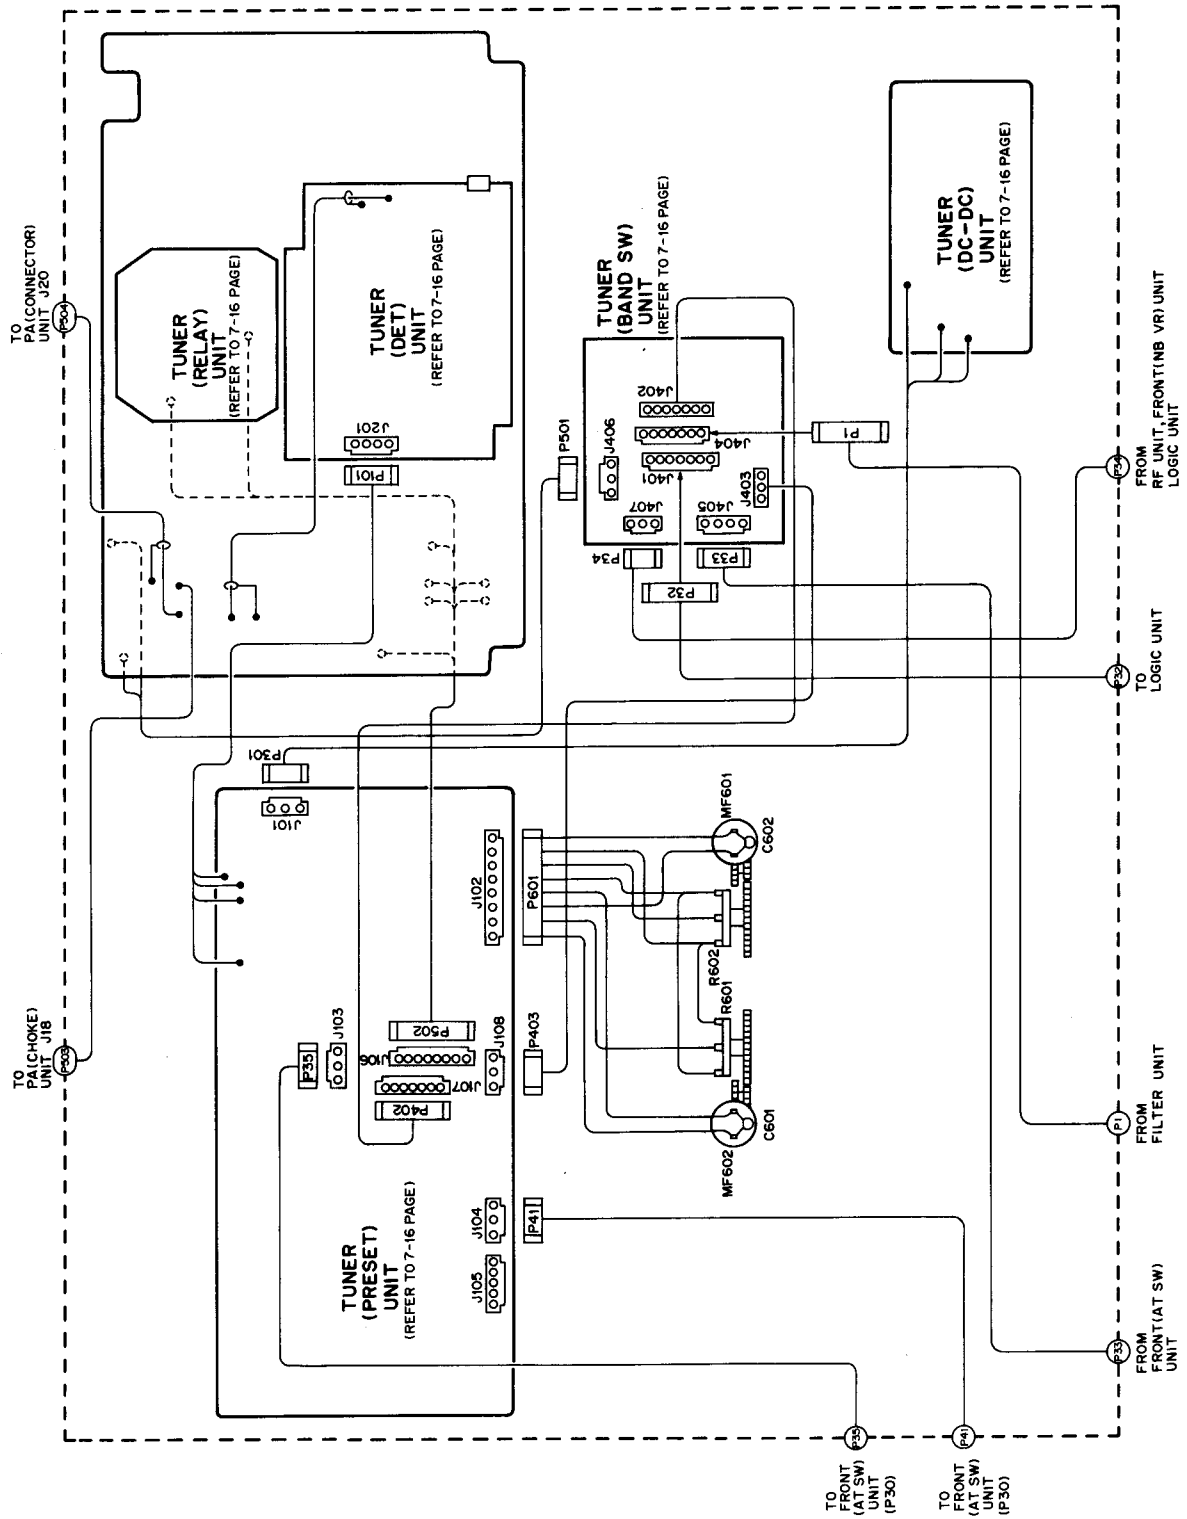 TO
PA(CONNECTOR)
UNIT J20
P504
TUNER
(RELAY)
UNIT
(REFER TO 7-16 PAGE)
TUNER
(DET)
UNIT
(REFER TO 7-16 PAGE)
J201
P101
TUNER
(BAND SW)
UNIT
(REFER TO 7-16 PAGE)
P501
J406
J402
J404
J401
J407
J405
J403
P34
P33
P32
P1
TUNER
(DC-DC)
UNIT
(REFER TO 7-16 PAGE)
P34
FROM
RF UNIT, FRONT(NB VR) UNIT
LOGIC UNIT
P32
TO
LOGIC UNIT
TO
PA(CHOKE)
UNIT J18
P503
P301
J101
J102
P601
MF601
C602
R602
R601
MF602
C601
P35
J103
P502
J106
J107
P402
J108
P403
TUNER
(PRESET)
UNIT
(REFER TO 7-16 PAGE)
J104
P41
J105
P1
FROM
FILTER UNIT
P33
FROM
FRONT(AT SW)
UNIT
P35
TO
FRONT
(AT SW)
UNIT
(P30)
P41
TO
FRONT
(AT SW)
UNIT
(P30)